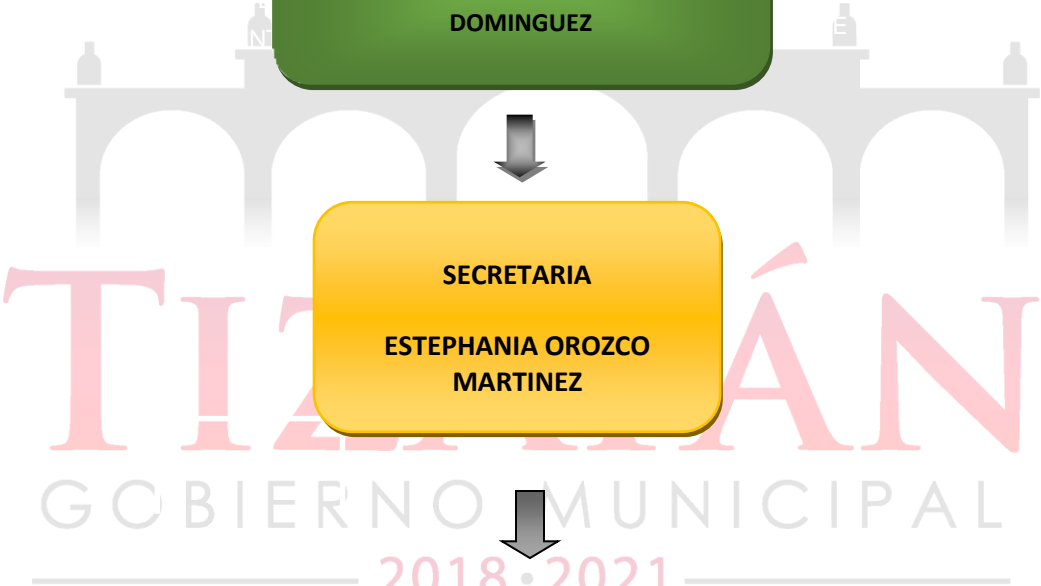 DOMINGUEZ
SECRETARIA
ESTEPHANIA OROZCO
MARTINEZ
TIZAPÁN
GOBIERNO MUNICIPAL
2018•2021